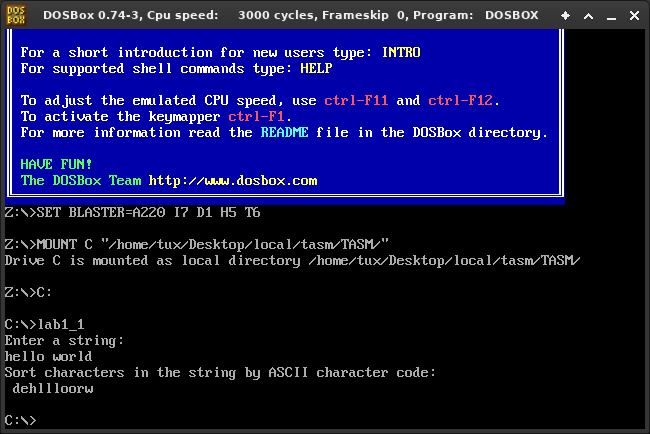 DOS BOX DOSBox 0.74-3, Cpu speed: 3000 cycles, Frameskip 0, Program: DOSBOX
For a short introduction for new users type: INTRO
For supported shell commands type: HELP
To adjust the emulated CPU speed, use ctrl-F11 and ctrl-F12.
To activate the keymapper ctrl-F1.
For more information read the README file in the DOSBox directory.
HAVE FUN!
The DOSBox Team http://www.dosbox.com
Z:\>SET BLASTER=A220 I7 D1 H5 T6
Z:\>MOUNT C "/home/tux/Desktop/local/tasm/TASM/"
Drive C is mounted as local directory /home/tux/Desktop/local/tasm/TASM/
Z:\>C:
C:\>lab1_1
Enter a string:
hello world
Sort characters in the string by ASCII character code:
 dehllloorw
C:\>